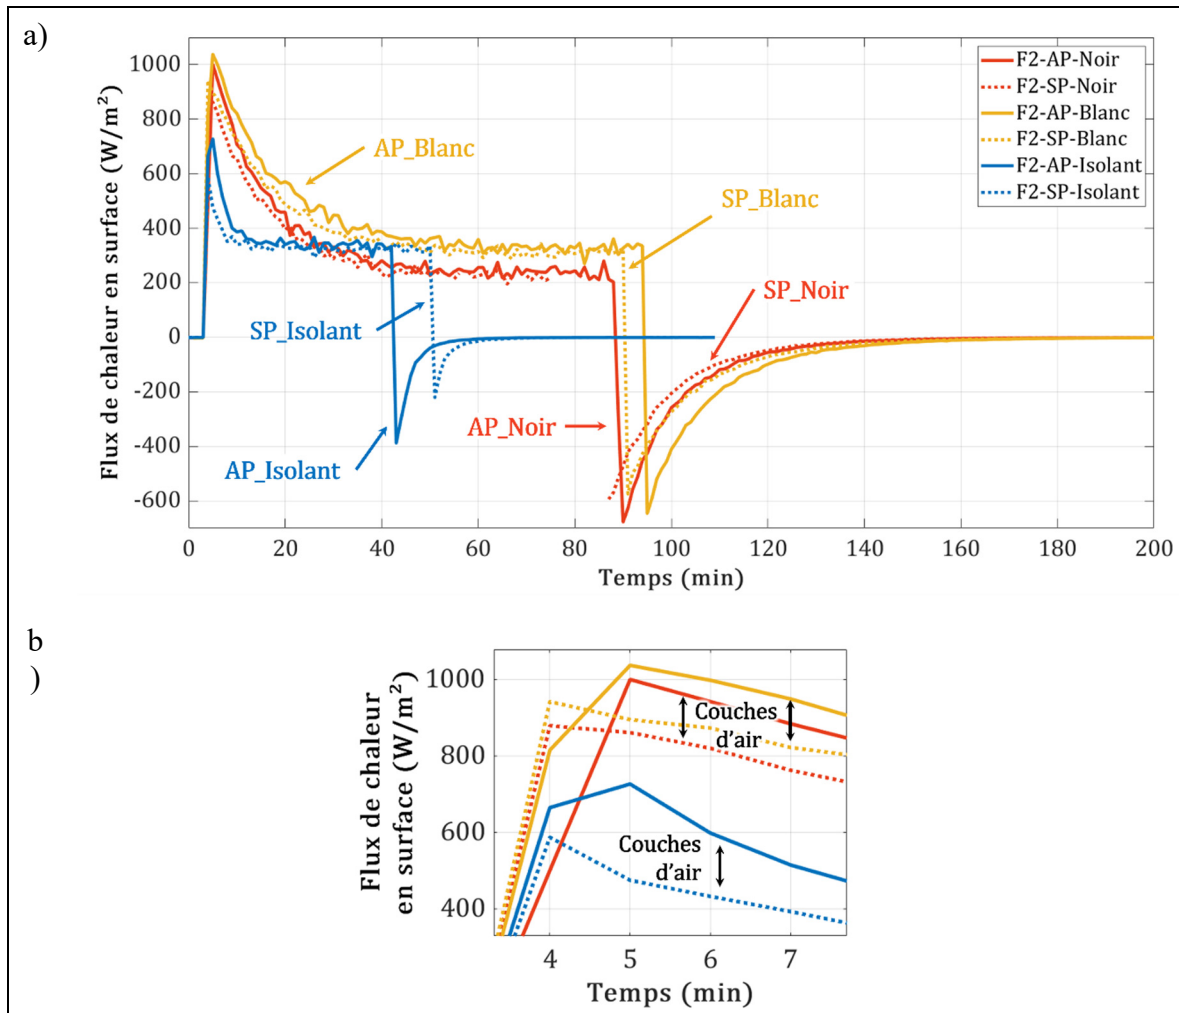 a)
Flux de chaleur en surface (W/m²)
1000
800
600
400
200
0
-200
-400
-600
F2-AP-Noir
F2-SP-Noir
F2-AP-Blanc
F2-SP-Blanc
F2-AP-Isolant
F2-SP-Isolant
AP_Blanc
SP_Blanc
SP_Noir
SP_Isolant
AP_Noir
AP_Isolant
0 20 40 60 80 100 120 140 160 180 200
Temps (min)
b
)
Flux de chaleur
en surface (W/m²)
1000
800
600
400
Couches
d'air
Couches
d'air
4 5 6 7
Temps (min)